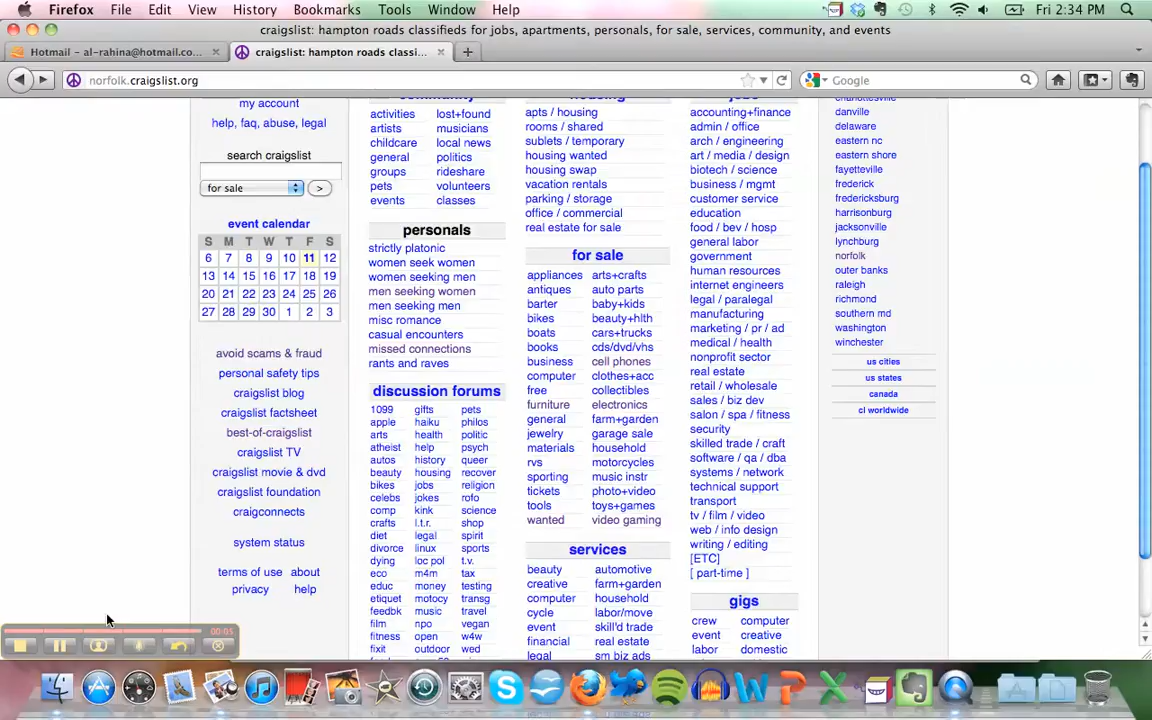 Firefox File Edit View History Bookmarks Tools Window Help Fri 2:34 PM
craigslist: hampton roads classifieds for jobs, apartments, personals, for sale, services, community, and events
Hotmail - al-rahina@hotmail.co... craigslist: hampton roads classi...
norfolk.craigslist.org Google
my account
help, faq, abuse, legal
search craigslist
for sale >
event calendar
S M T W T F S
6 7 8 9 10 11 12
13 14 15 16 17 18 19
20 21 22 23 24 25 26
27 28 29 30 1 2 3
avoid scams & fraud
personal safety tips
craigslist blog
craigslist factsheet
best-of-craigslist
craigslist TV
craigslist movie & dvd
craigslist foundation
craigconnects
system status
terms of use about
privacy help
00:05
community
activities lost+found
artists musicians
childcare local news
general politics
groups rideshare
pets volunteers
events classes
personals
strictly platonic
women seek women
women seeking men
men seeking women
men seeking men
misc romance
casual encounters
missed connections
rants and raves
discussion forums
1099 gifts pets
apple haiku philos
arts health politic
atheist help psych
autos history queer
beauty housing recover
bikes jobs religion
celebs jokes rofo
comp kink science
crafts l.t.r. shop
diet legal spirit
divorce linux sports
dying loc pol t.v.
eco m4m tax
educ money testing
etiquet motocy transg
feedbk music travel
film npo vegan
fitness open w4w
fixit outdoor wed
housing
apts / housing
rooms / shared
sublets / temporary
housing wanted
housing swap
vacation rentals
parking / storage
office / commercial
real estate for sale
for sale
appliances arts+crafts
antiques auto parts
barter baby+kids
bikes beauty+hlth
boats cars+trucks
books cds/dvd/vhs
business cell phones
computer clothes+acc
free collectibles
furniture electronics
general farm+garden
jewelry garage sale
materials household
rvs motorcycles
sporting music instr
tickets photo+video
tools toys+games
wanted video gaming
services
beauty automotive
creative farm+garden
computer household
cycle labor/move
event skill'd trade
financial real estate
legal sm biz ads
jobs
accounting+finance
admin / office
arch / engineering
art / media / design
biotech / science
business / mgmt
customer service
education
food / bev / hosp
general labor
government
human resources
internet engineers
legal / paralegal
manufacturing
marketing / pr / ad
medical / health
nonprofit sector
real estate
retail / wholesale
sales / biz dev
salon / spa / fitness
security
skilled trade / craft
software / qa / dba
systems / network
technical support
transport
tv / film / video
web / info design
writing / editing
[ETC]
[ part-time ]
gigs
crew computer
event creative
labor domestic
charlottesville
danville
delaware
eastern nc
eastern shore
fayetteville
frederick
fredericksburg
harrisonburg
jacksonville
lynchburg
norfolk
outer banks
raleigh
richmond
southern md
washington
winchester
us cities
us states
canada
cl worldwide